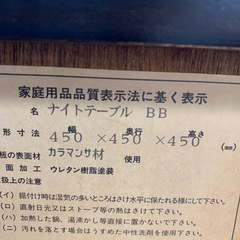 家庭用品品質表示法に基く表示
ナイトテーブル BB
形寸法 幅 奥行 高さ
450×450×450 (mm)
板の表面材 カラマンサ材 使用
面加工 ウレタン樹脂塗装
扱上の注意
(イ) 据付け時は湿気の多いところはさけ水平に保たれる様にして下さい。
(ロ) 直射日光又はストーブ等の熱はさけて下さい。
(ハ) 加熱した鍋、湯沸かし等直接に置かないで下さい。
(ニ) 汚れを落とす場合はうすめた中性洗剤を使用して下